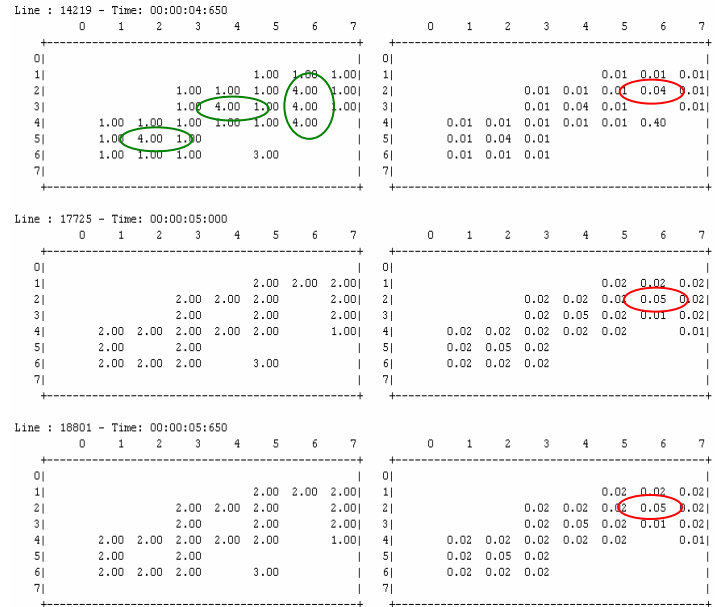 Line : 14219 - Time: 00:00:04:650
0 1 2 3 4 5 6 7 0 1 2 3 4 5 6 7
+-----------------------------------------+ +-----------------------------------------+
0| | 0| |
1| 1.00 1.00 1.00| 1| 0.01 0.01 0.01|
2| 1.00 1.00 1.00 4.00 1.00| 2| 0.01 0.01 0.01 0.04 0.01|
3| 1.00 4.00 1.00 4.00 1.00| 3| 0.01 0.04 0.01 0.01|
4| 1.00 1.00 1.00 1.00 1.00 4.00 | 4| 0.01 0.01 0.01 0.01 0.01 0.40 |
5| 1.00 4.00 1.00 | 5| 0.01 0.04 0.01 |
6| 1.00 1.00 1.00 3.00 | 6| 0.01 0.01 0.01 |
7| | 7| |
+-----------------------------------------+ +-----------------------------------------+
Line : 17725 - Time: 00:00:05:000
0 1 2 3 4 5 6 7 0 1 2 3 4 5 6 7
+-----------------------------------------+ +-----------------------------------------+
0| | 0| |
1| 2.00 2.00 2.00| 1| 0.02 0.02 0.02|
2| 2.00 2.00 2.00 2.00| 2| 0.02 0.02 0.02 0.05 0.02|
3| 2.00 2.00 2.00| 3| 0.02 0.05 0.02 0.01 0.02|
4| 2.00 2.00 2.00 2.00 2.00 1.00| 4| 0.02 0.02 0.02 0.02 0.02 0.01|
5| 2.00 2.00 | 5| 0.02 0.05 0.02 |
6| 2.00 2.00 2.00 3.00 | 6| 0.02 0.02 0.02 |
7| | 7| |
+-----------------------------------------+ +-----------------------------------------+
Line : 18801 - Time: 00:00:05:650
0 1 2 3 4 5 6 7 0 1 2 3 4 5 6 7
+-----------------------------------------+ +-----------------------------------------+
0| | 0| |
1| 2.00 2.00 2.00| 1| 0.02 0.02 0.02|
2| 2.00 2.00 2.00 2.00| 2| 0.02 0.02 0.02 0.05 0.02|
3| 2.00 2.00 2.00| 3| 0.02 0.05 0.02 0.01 0.02|
4| 2.00 2.00 2.00 2.00 2.00 1.00| 4| 0.02 0.02 0.02 0.02 0.02 0.01|
5| 2.00 2.00 | 5| 0.02 0.05 0.02 |
6| 2.00 2.00 2.00 3.00 | 6| 0.02 0.02 0.02 |
7| | 7| |
+-----------------------------------------+ +-----------------------------------------+